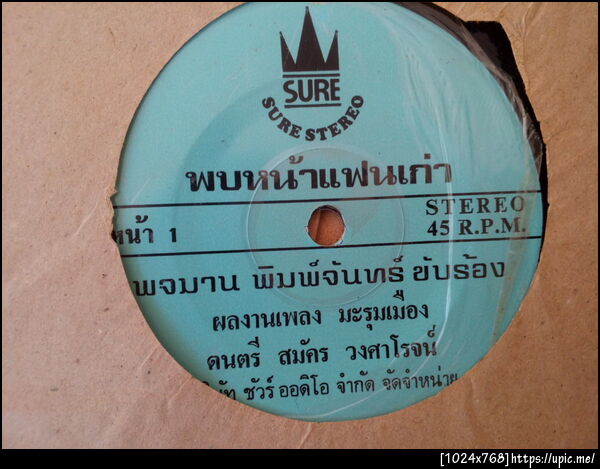 SURE
SURE STEREO
พบหน้าแฟนเก่า
หน้า 1
STEREO
45 R.P.M.
พจมาน พิมพ์จันทร์ ขับร้อง
ผลงานเพลง มะรุมเมือง
ดนตรี สมัคร วงศาโรจน์
ชัวร์ ออดิโอ จำกัด จัดจำหน่าย
[1024x768]https://upic.me/